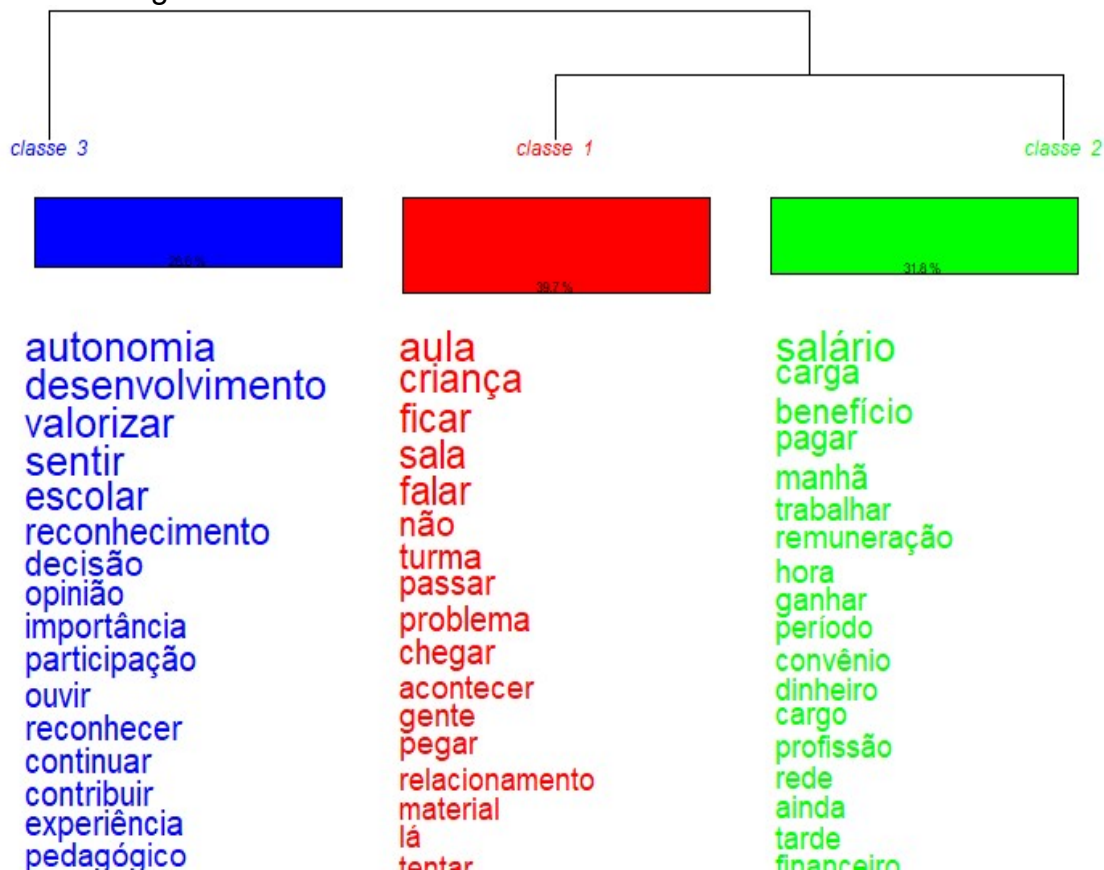 classe 3
classe 1
classe 2
39.7 %
31.8 %
autonomia
desenvolvimento
valorizar
sentir
escolar
reconhecimento
decisão
opinião
importância
participação
ouvir
reconhecer
continuar
contribuir
experiência
pedagógico
aula
criança
ficar
sala
falar
não
turma
passar
problema
chegar
acontecer
gente
pegar
relacionamento
material
lá
tentar
salário
carga
benefício
pagar
manhã
trabalhar
remuneração
hora
ganhar
período
convênio
dinheiro
cargo
profissão
rede
ainda
tarde
financeiro